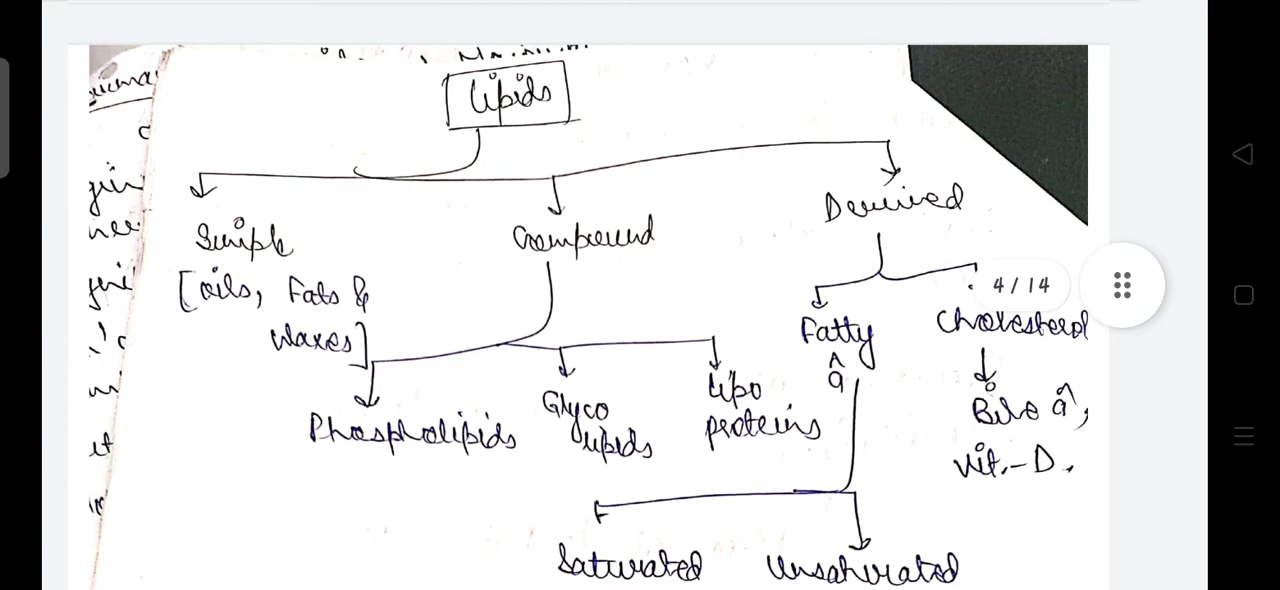 Lipids
Simple
Compound
Derived
[oils, Fats &
Waxes]
Phospholipids
Glyco
lipids
Lipo
proteins
Fatty
â
Cholesterol
Bile â,
Vit.-D.
Saturated
Unsaturated
4 / 14